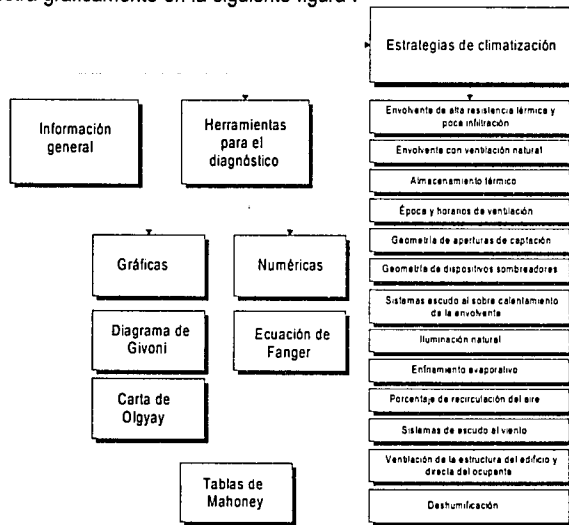 gráficamente en la siguiente figura :
Estrategias de climatización
Información
general
Herramientas
para el
diagnóstico
Gráficas
Numéricas
Diagrama de
Givoni
Ecuación de
Fanger
Carta de
Olgyay
Tablas de
Mahoney
Envolvente de alta resistencia térmica y
poca infiltración
Envolvente con ventilación natural
Almacenamiento térmico
Época y horarios de ventilación
Geometría de aperturas de captación
Geometría de dispositivos sombreadores
Sistemas escudo al sobre calentamiento
de la envolvente
Iluminación natural
Enfriamiento evaporativo
Porcentaje de recirculación del aire
Sistemas de escudo al viento
Ventilación de la estructura del edificio y
directa del ocupante
Deshumificación